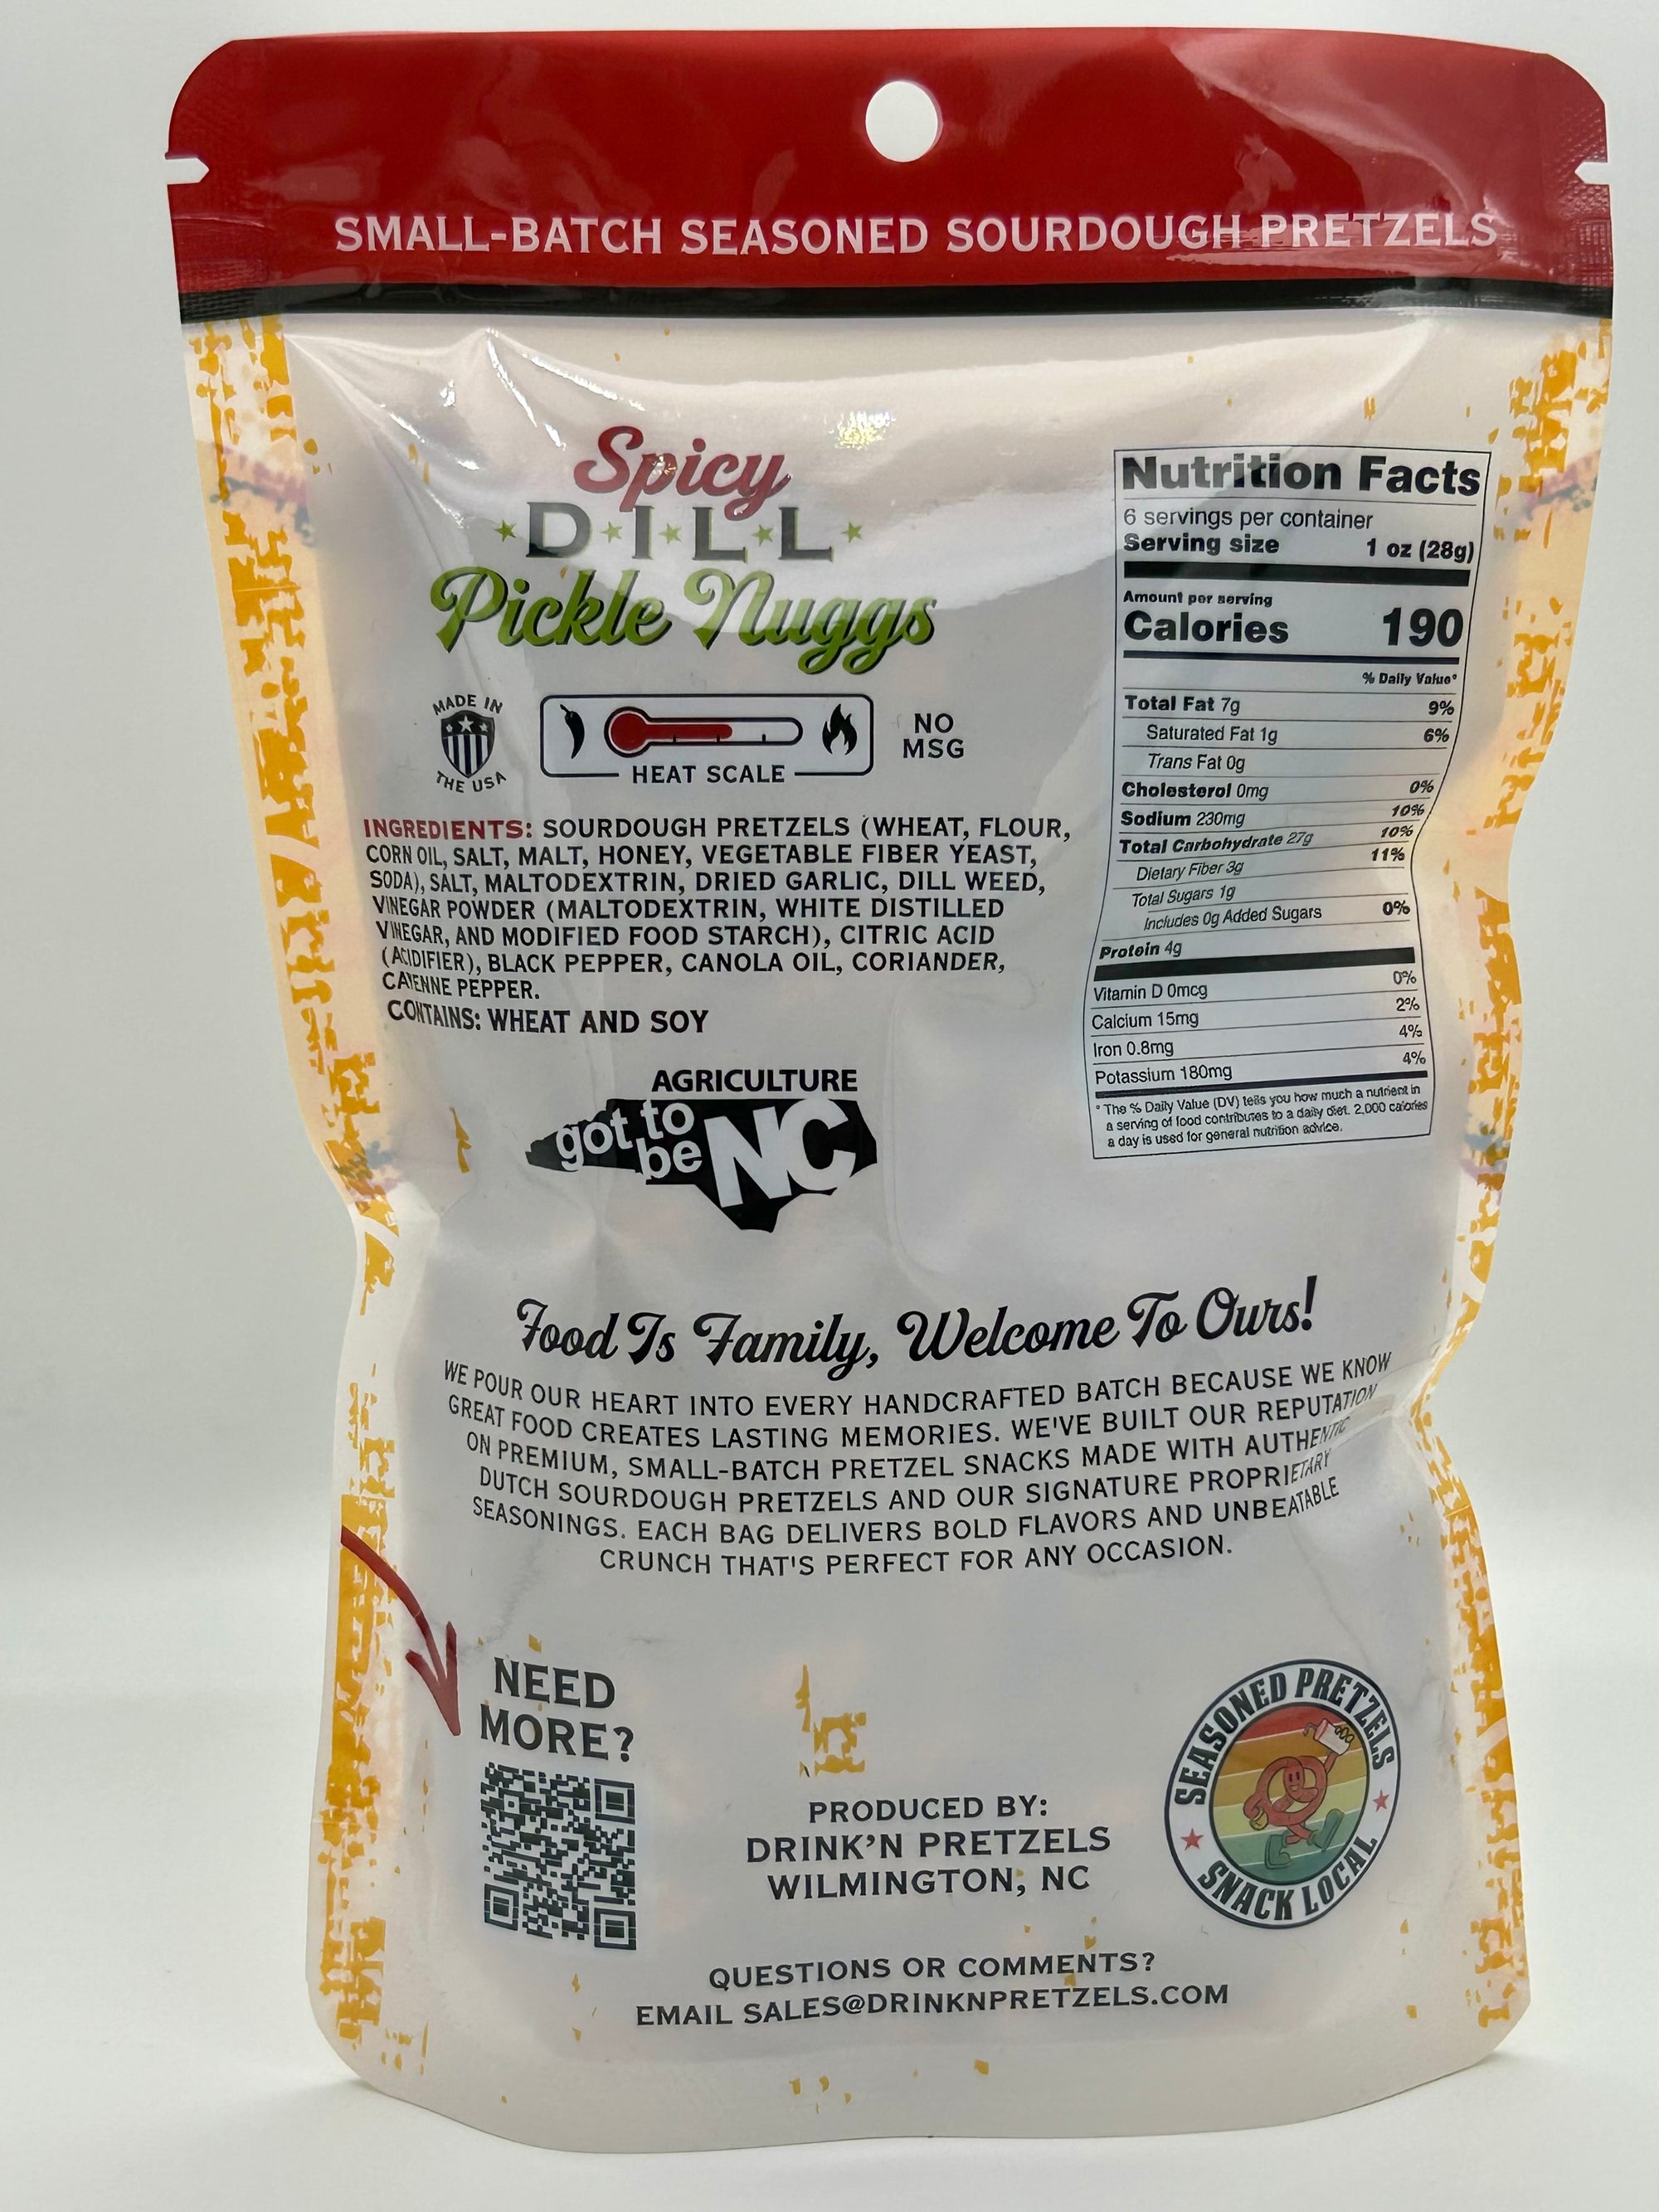 SMALL-BATCH SEASONED SOURDOUGH PRETZELS
Spicy
D·I·L·L
Pickle Nuggs
MADE IN
THE USA
HEAT SCALE
NO
MSG
INGREDIENTS: SOURDOUGH PRETZELS (WHEAT, FLOUR,
CORN OIL, SALT, MALT, HONEY, VEGETABLE FIBER YEAST,
SODA), SALT, MALTODEXTRIN, DRIED GARLIC, DILL WEED,
VINEGAR POWDER (MALTODEXTRIN, WHITE DISTILLED
VINEGAR, AND MODIFIED FOOD STARCH), CITRIC ACID
(ACIDIFIER), BLACK PEPPER, CANOLA OIL, CORIANDER,
CAYENNE PEPPER.
CONTAINS: WHEAT AND SOY
AGRICULTURE
got to
be NC
Nutrition Facts
6 servings per container
Serving size 1 oz (28g)
Amount per serving
Calories 190
% Daily Value*
Total Fat 7g 9%
Saturated Fat 1g 6%
Trans Fat 0g
Cholesterol 0mg 0%
Sodium 230mg 10%
Total Carbohydrate 27g 10%
Dietary Fiber 3g 11%
Total Sugars 1g
Includes 0g Added Sugars 0%
Protein 4g
Vitamin D 0mcg 0%
Calcium 15mg 2%
Iron 0.8mg 4%
Potassium 180mg 4%
* The % Daily Value (DV) tells you how much a nutrient in
a serving of food contributes to a daily diet. 2,000 calories
a day is used for general nutrition advice.
Food Is Family, Welcome To Ours!
WE POUR OUR HEART INTO EVERY HANDCRAFTED BATCH BECAUSE WE KNOW
GREAT FOOD CREATES LASTING MEMORIES. WE'VE BUILT OUR REPUTATION
ON PREMIUM, SMALL-BATCH PRETZEL SNACKS MADE WITH AUTHENTIC
DUTCH SOURDOUGH PRETZELS AND OUR SIGNATURE PROPRIETARY
SEASONINGS. EACH BAG DELIVERS BOLD FLAVORS AND UNBEATABLE
CRUNCH THAT'S PERFECT FOR ANY OCCASION.
NEED
MORE?
PRODUCED BY:
DRINK'N PRETZELS
WILMINGTON, NC
SEASONED PRETZELS
SNACK LOCAL
QUESTIONS OR COMMENTS?
EMAIL SALES@DRINKNPRETZELS.COM